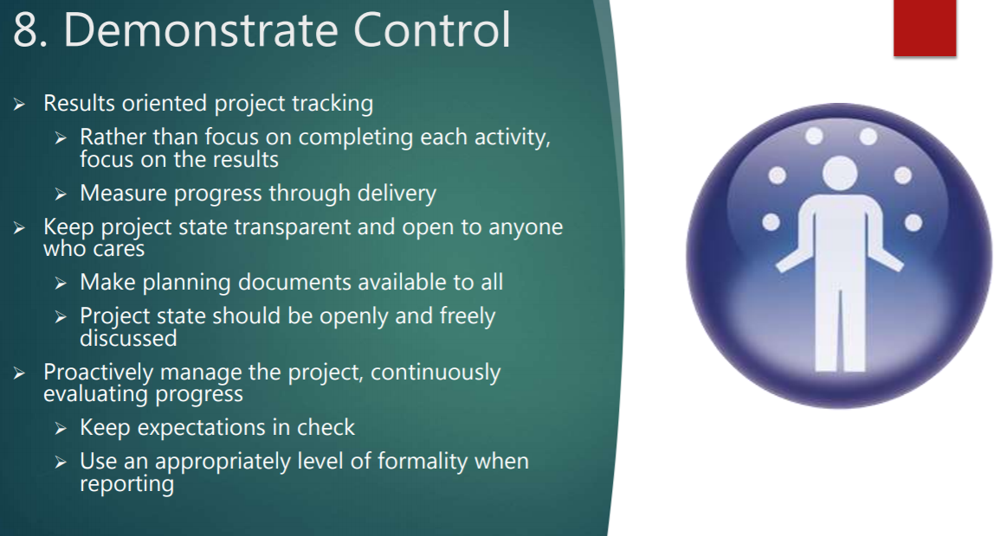 8. Demonstrate Control
➢ Results oriented project tracking
➢ Rather than focus on completing each activity,
focus on the results
➢ Measure progress through delivery
➢ Keep project state transparent and open to anyone
who cares
➢ Make planning documents available to all
➢ Project state should be openly and freely
discussed
➢ Proactively manage the project, continuously
evaluating progress
➢ Keep expectations in check
➢ Use an appropriately level of formality when
reporting